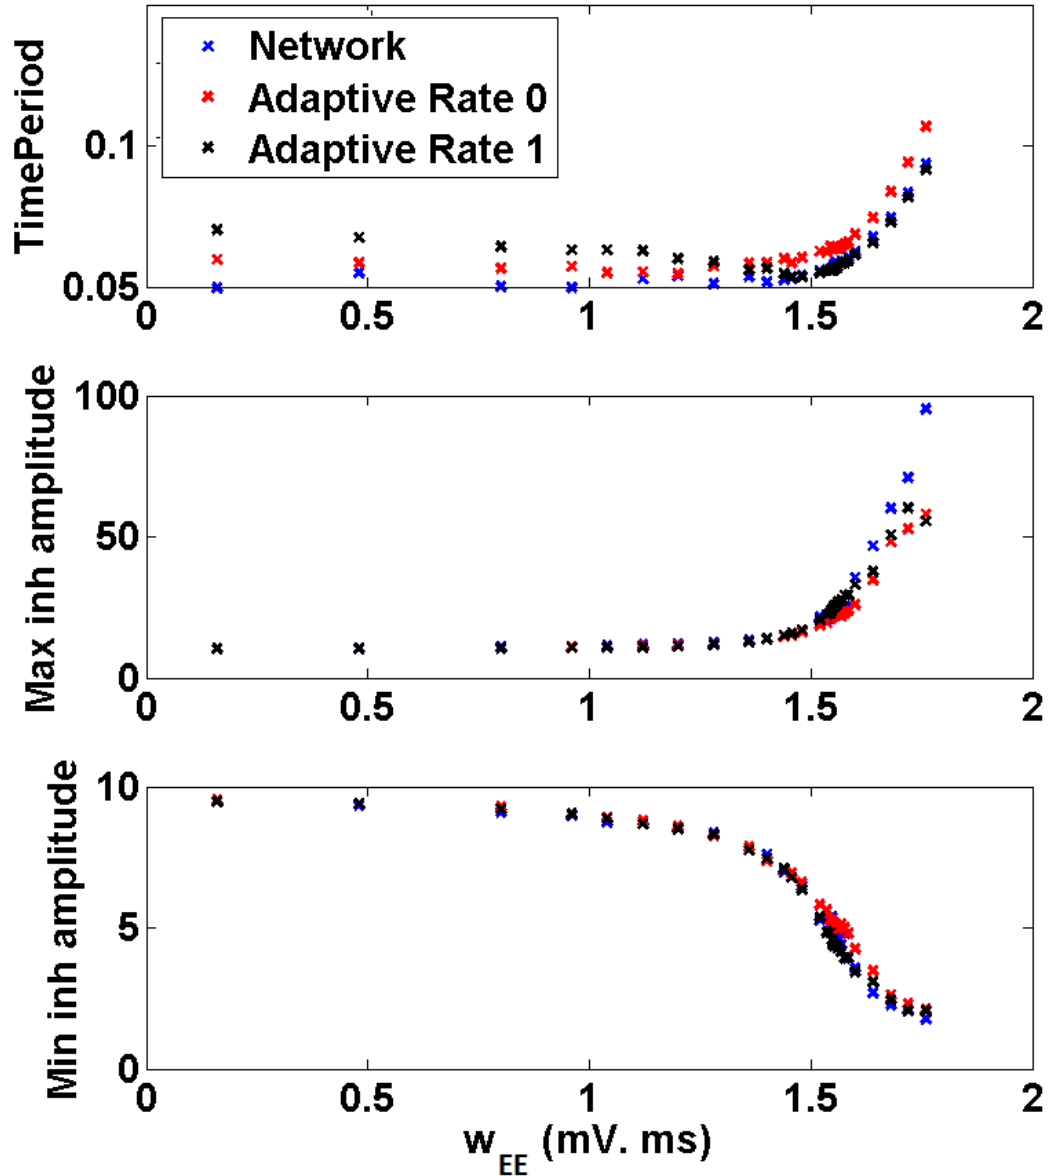 TimePeriod
0.1
0.05
Network
Adaptive Rate 0
Adaptive Rate 1
0 0.5 1 1.5 2
Max inh amplitude
100
50
0
0 0.5 1 1.5 2
Min inh amplitude
10
5
0
0 0.5 1 1.5 2
w_EE (mV. ms)